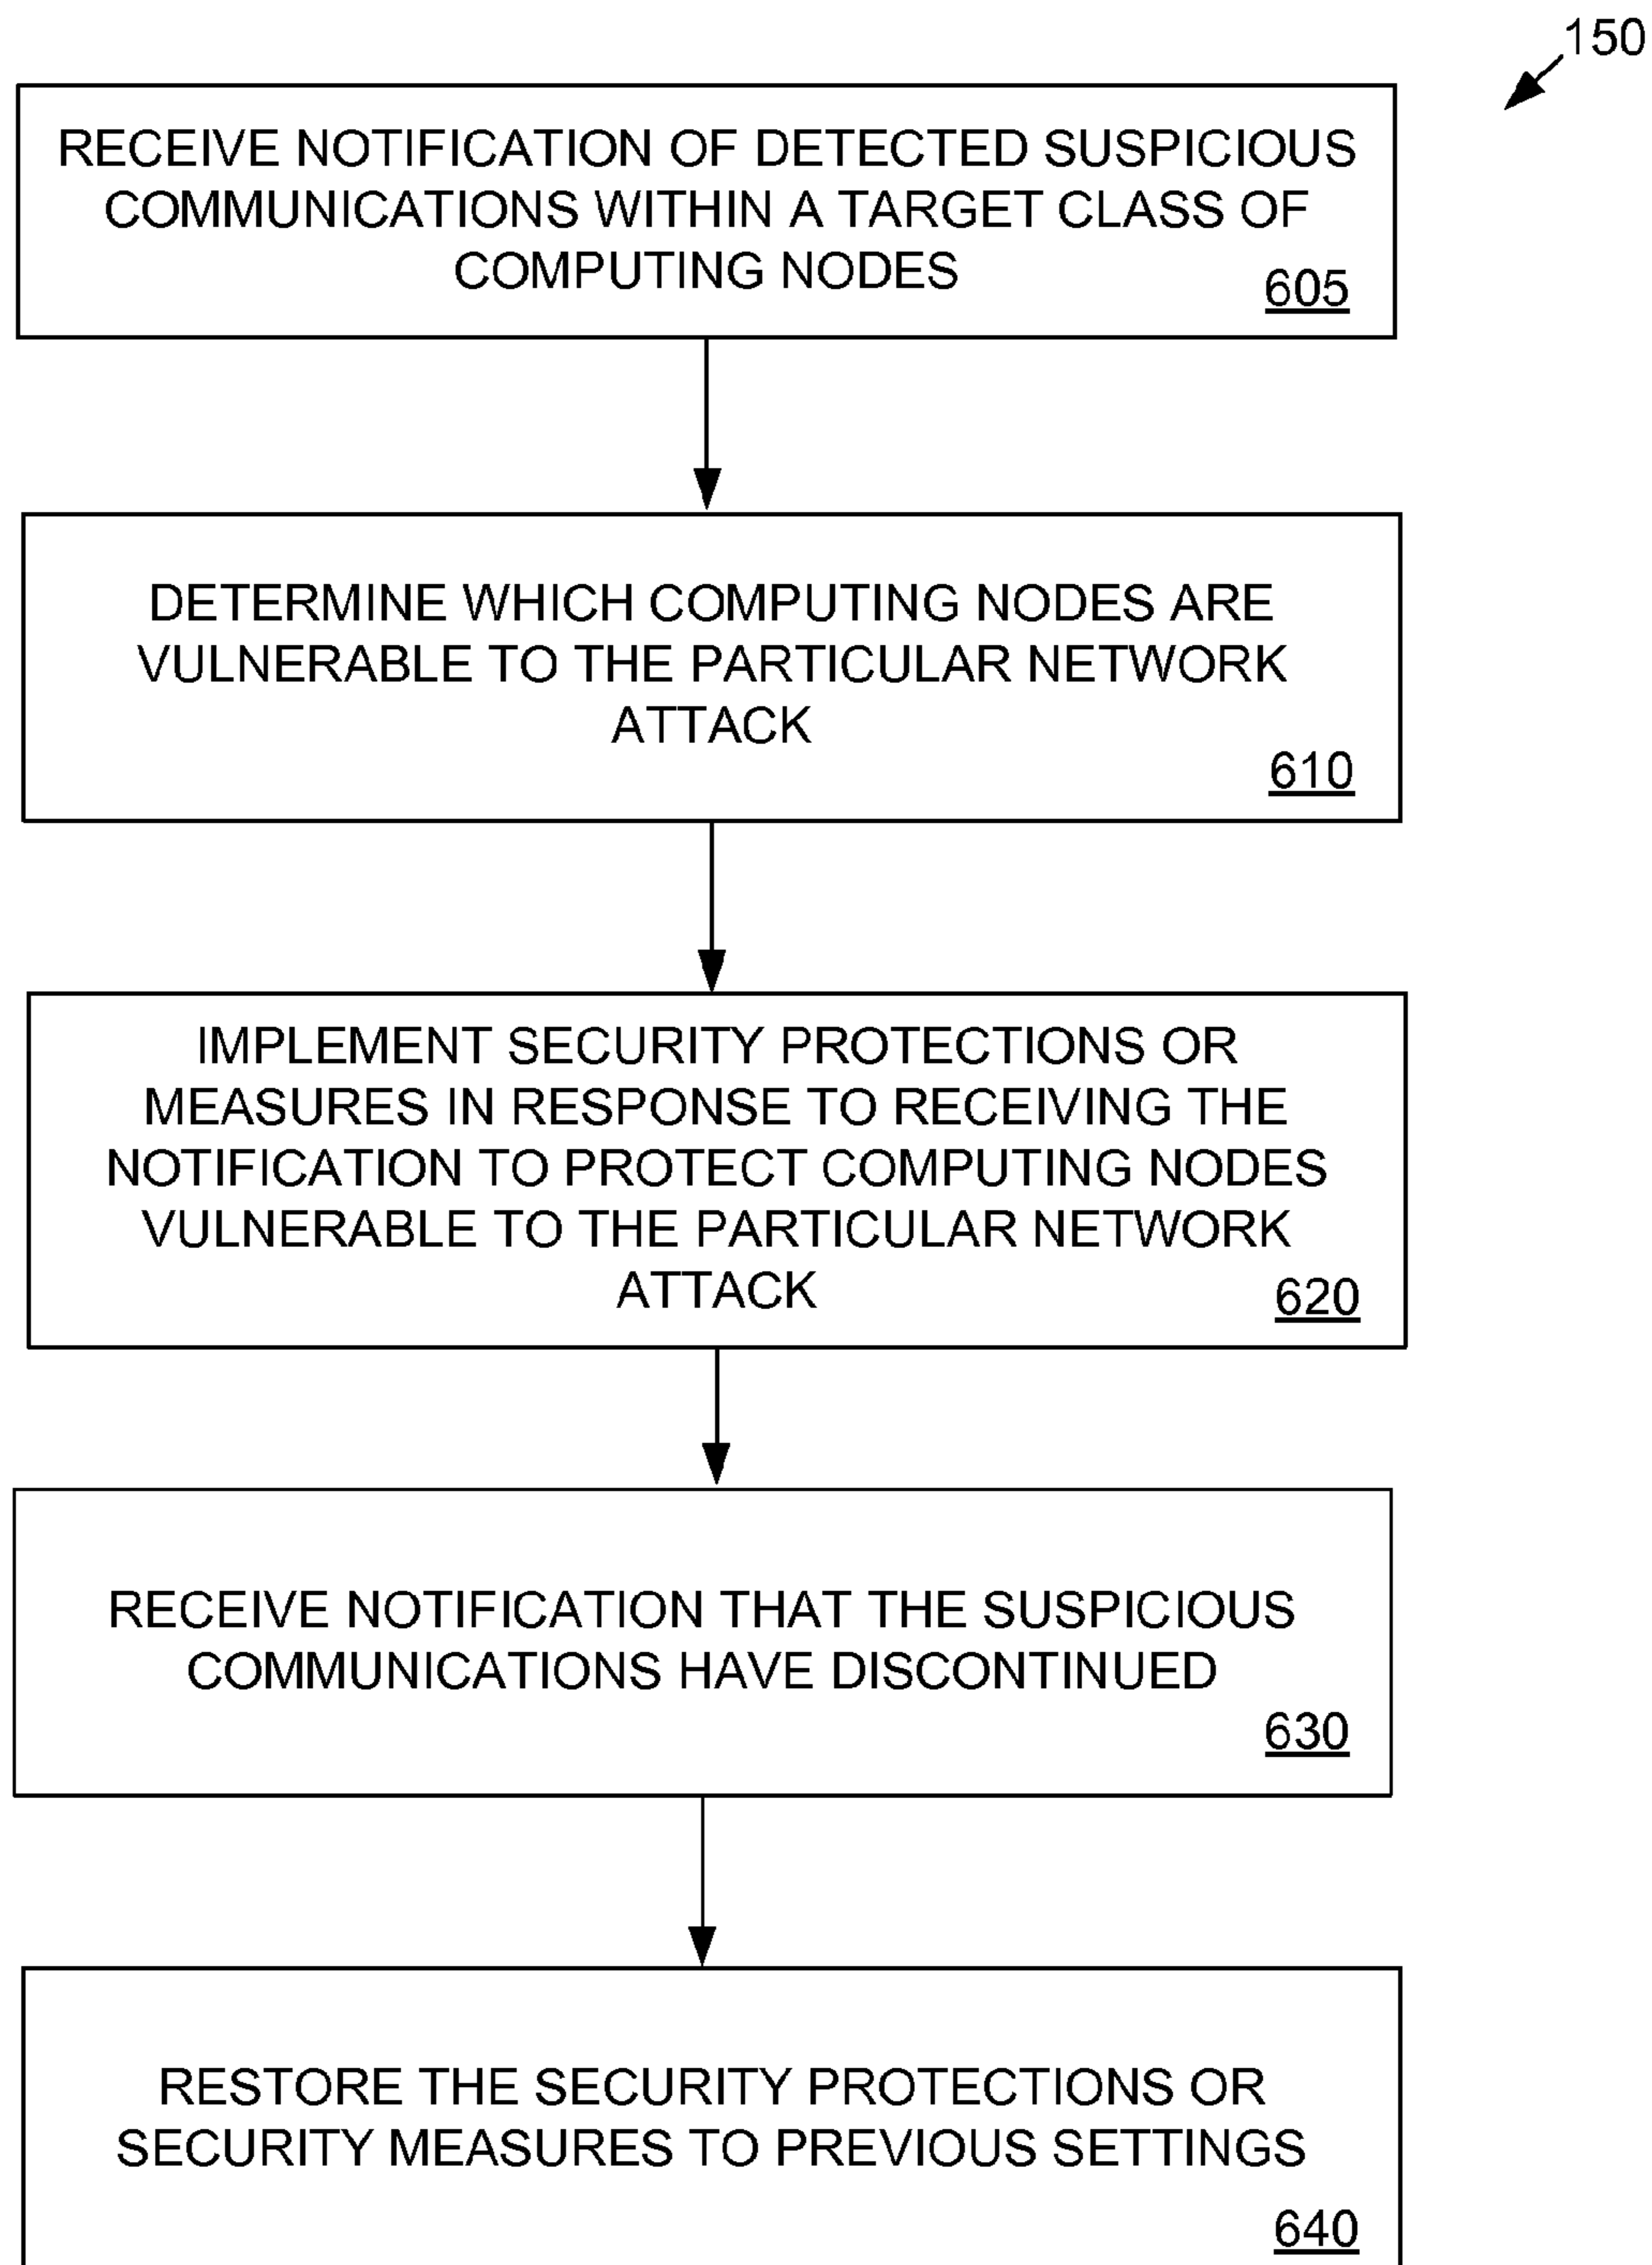 150
RECEIVE NOTIFICATION OF DETECTED SUSPICIOUS
COMMUNICATIONS WITHIN A TARGET CLASS OF
COMPUTING NODES
605
DETERMINE WHICH COMPUTING NODES ARE
VULNERABLE TO THE PARTICULAR NETWORK
ATTACK
610
IMPLEMENT SECURITY PROTECTIONS OR
MEASURES IN RESPONSE TO RECEIVING THE
NOTIFICATION TO PROTECT COMPUTING NODES
VULNERABLE TO THE PARTICULAR NETWORK
ATTACK
620
RECEIVE NOTIFICATION THAT THE SUSPICIOUS
COMMUNICATIONS HAVE DISCONTINUED
630
RESTORE THE SECURITY PROTECTIONS OR
SECURITY MEASURES TO PREVIOUS SETTINGS
640